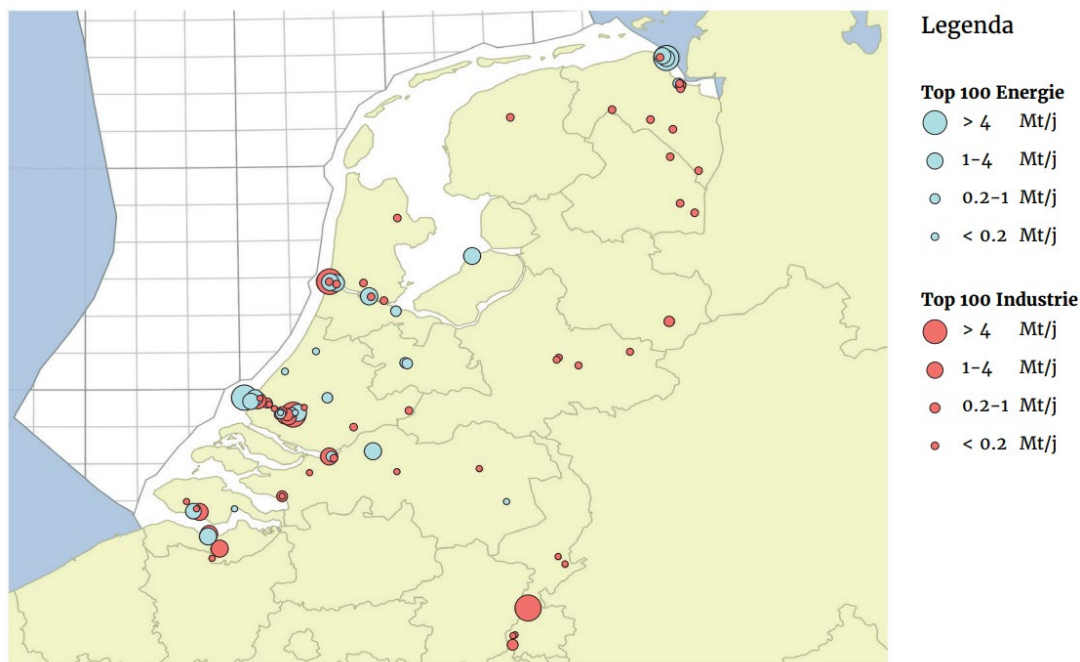 Legenda
Top 100 Energie
> 4 Mt/j
1-4 Mt/j
0.2-1 Mt/j
< 0.2 Mt/j
Top 100 Industrie
> 4 Mt/j
1-4 Mt/j
0.2-1 Mt/j
< 0.2 Mt/j